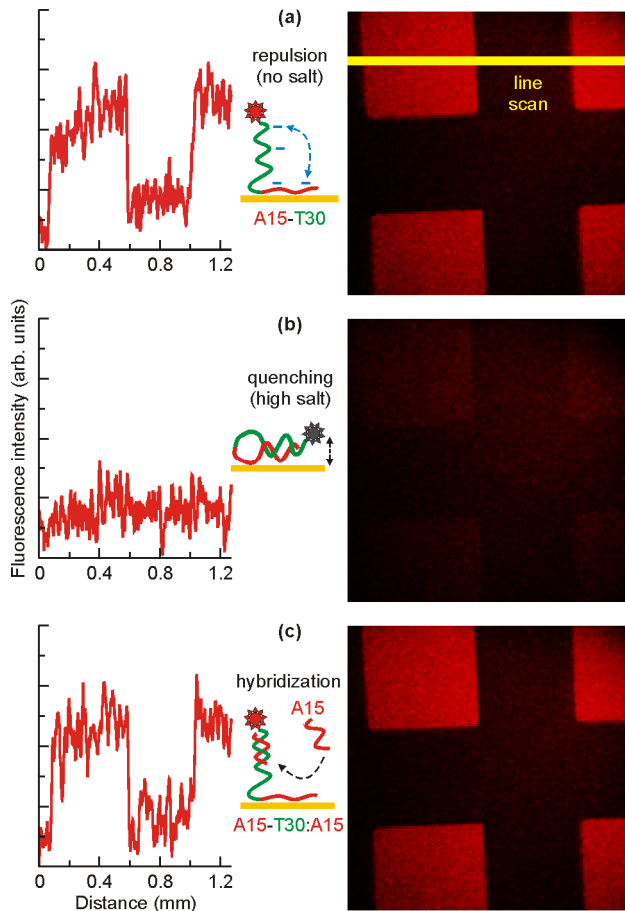 (a)
repulsion
(no salt)
line
scan
A15-T30
0 0.4 0.8 1.2
(b)
quenching
(high salt)
Fluorescence intensity (arb. units)
0 0.4 0.8 1.2
(c)
hybridization
A15
A15-T30:A15
0 0.4 0.8 1.2
Distance (mm)